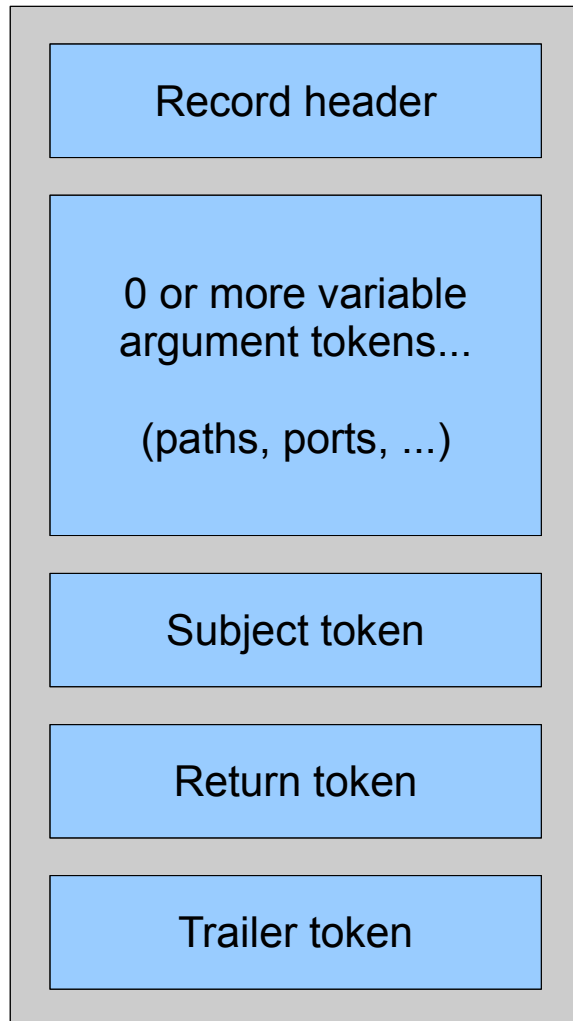 Record header
0 or more variable
argument tokens...
(paths, ports, ...)
Subject token
Return token
Trailer token